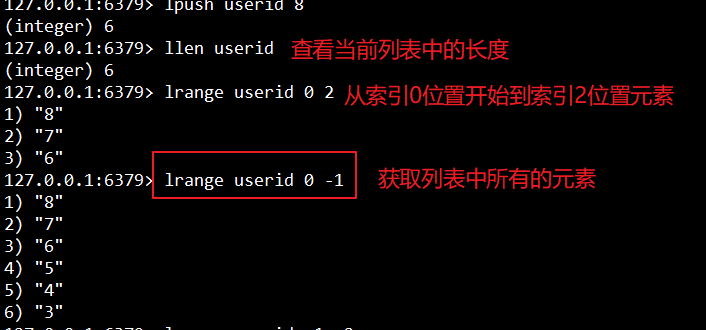 127.0.0.1:6379> lpush userid 8
(integer) 6
127.0.0.1:6379> llen userid 查看当前列表中的长度
(integer) 6
127.0.0.1:6379> lrange userid 0 2 从索引0位置开始到索引2位置元素
1) "8"
2) "7"
3) "6"
127.0.0.1:6379> lrange userid 0 -1 获取列表中所有的元素
1) "8"
2) "7"
3) "6"
4) "5"
5) "4"
6) "3"